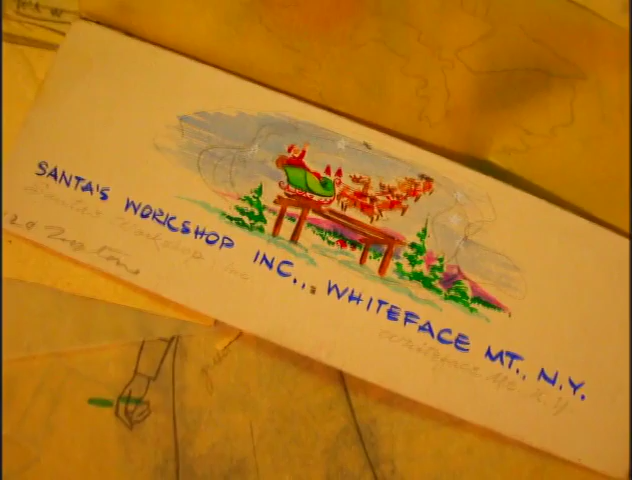 SANTA'S WORKSHOP INC., WHITEFACE MT., N.Y.
Santa's Workshop Inc
Whiteface Mt. N.Y